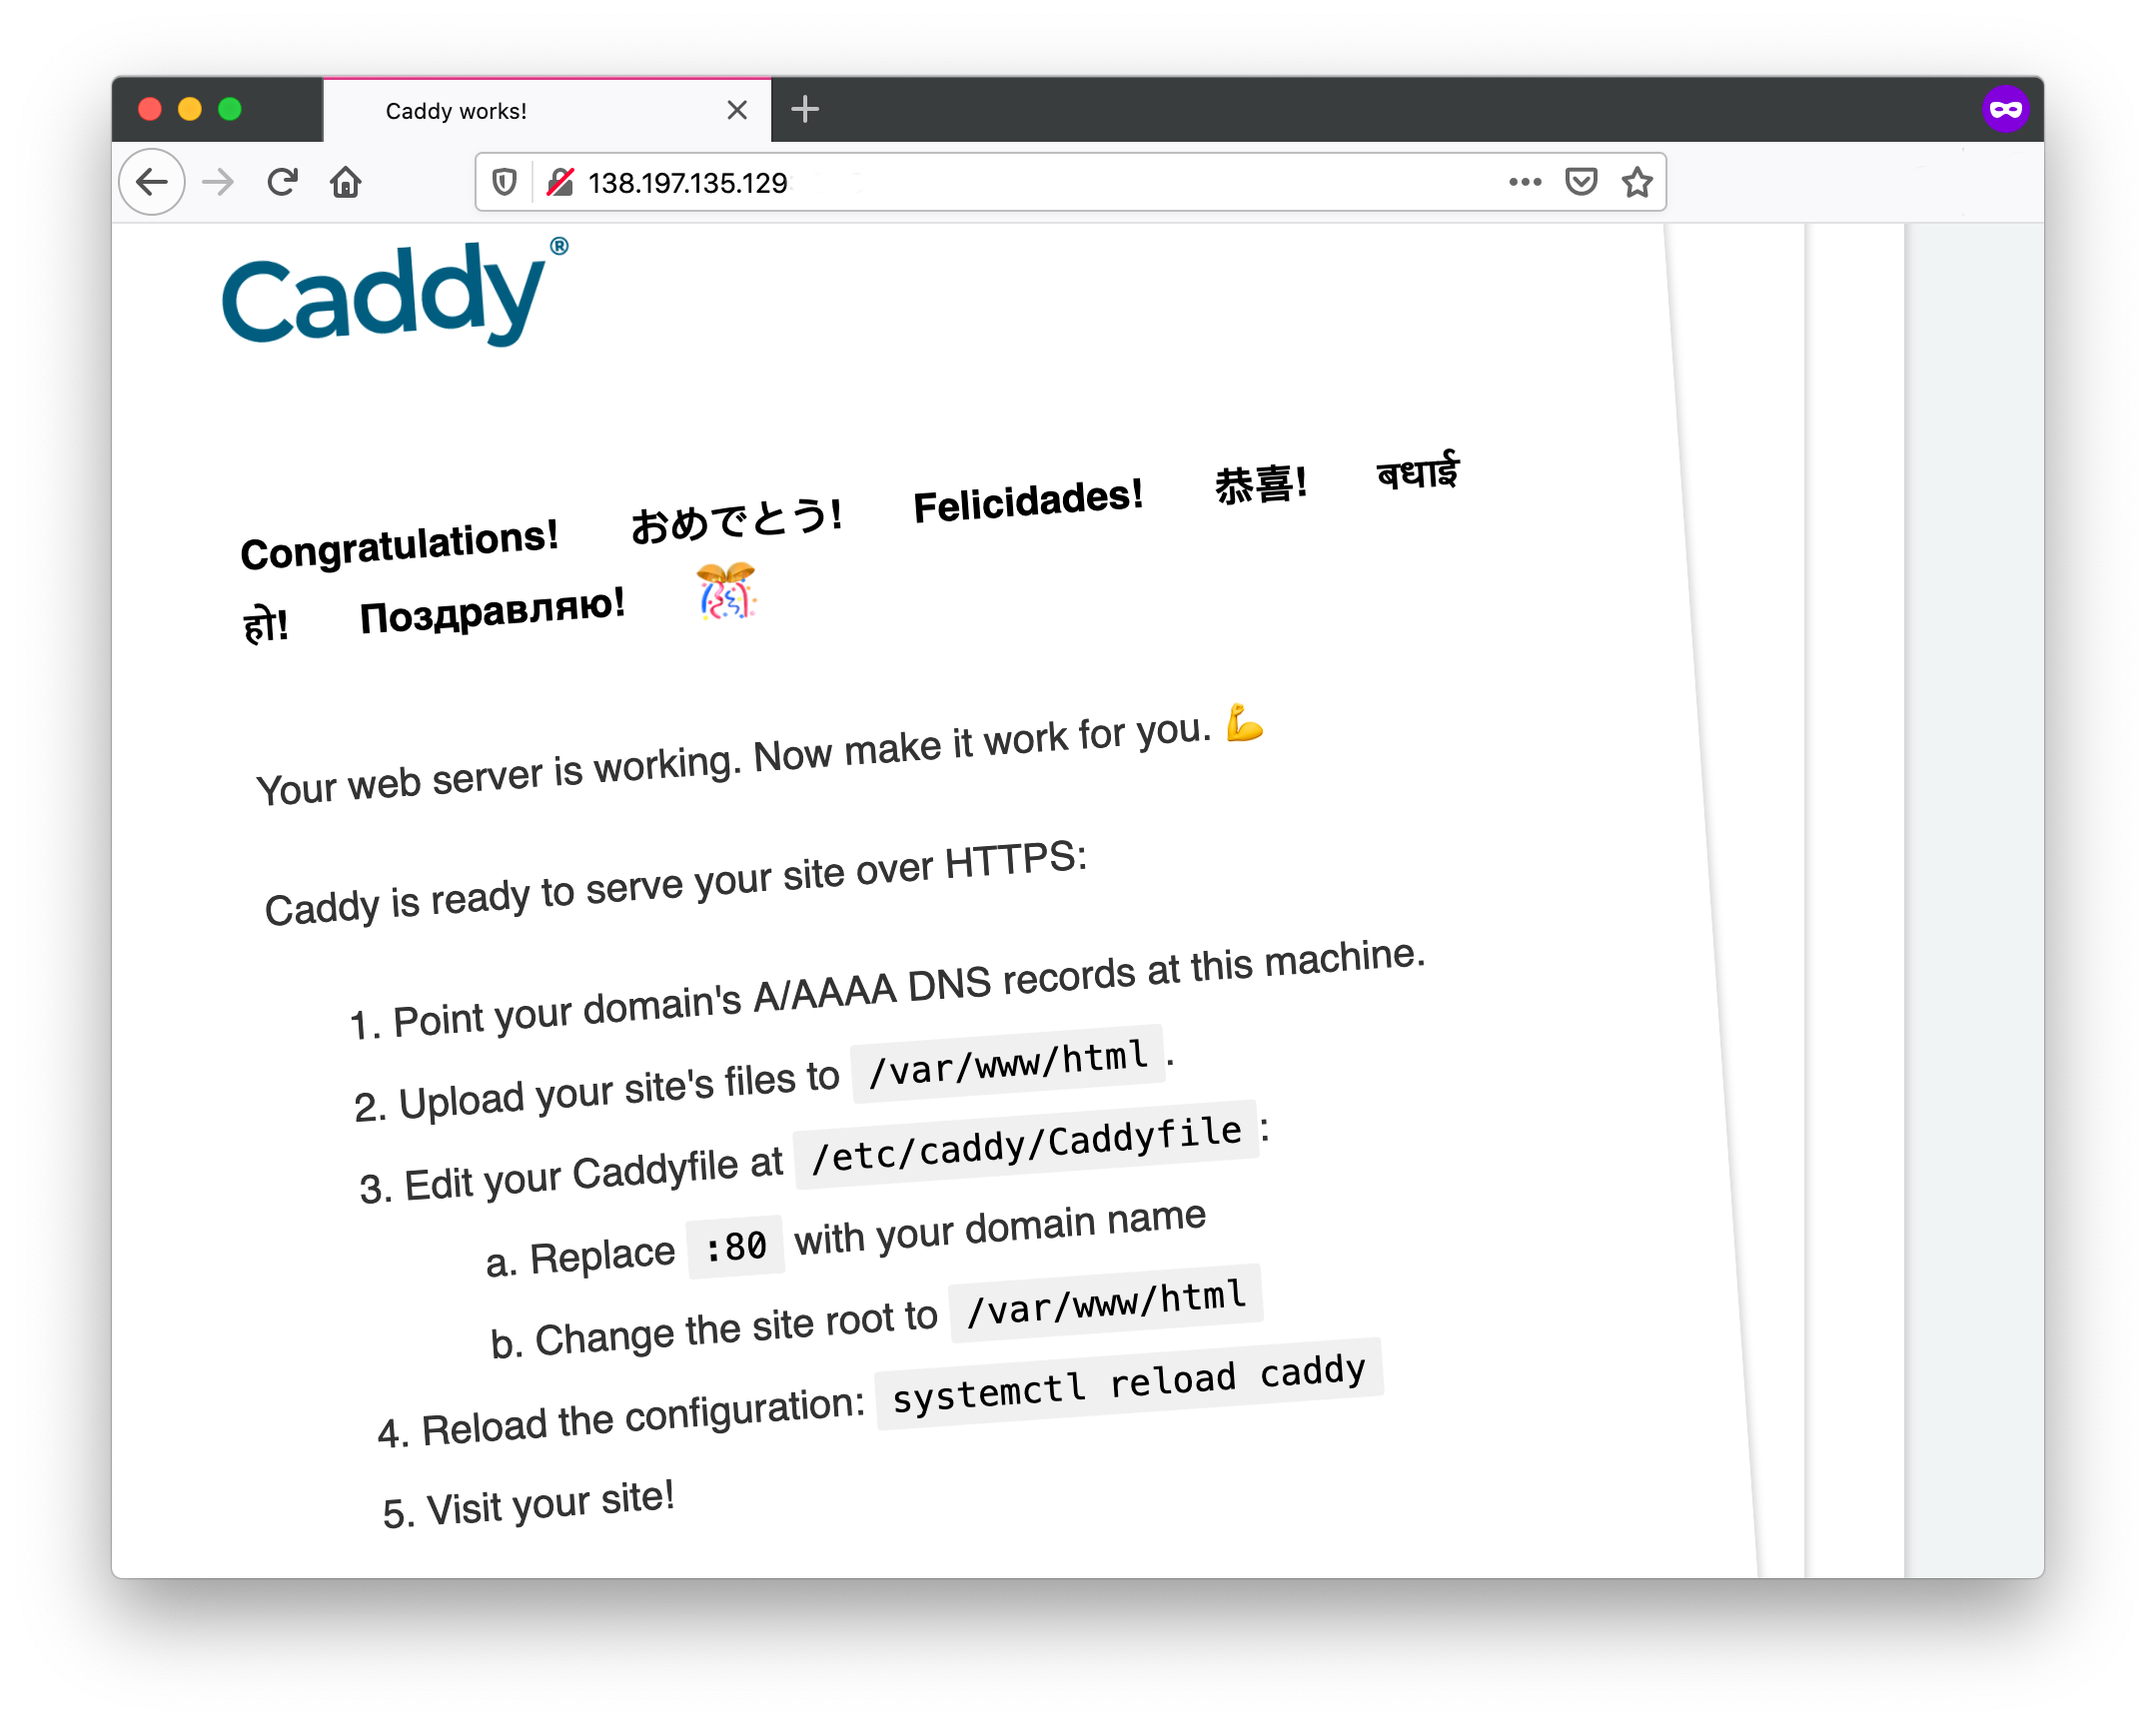 Caddy works!
138.197.135.129
Caddy®
Congratulations! おめでとう! Felicidades! 恭喜! बधाई
हो! Поздравляю! 🎊
Your web server is working. Now make it work for you. 💪
Caddy is ready to serve your site over HTTPS:
1. Point your domain's A/AAAA DNS records at this machine.
2. Upload your site's files to /var/www/html.
3. Edit your Caddyfile at /etc/caddy/Caddyfile:
a. Replace :80 with your domain name
b. Change the site root to /var/www/html
4. Reload the configuration: systemctl reload caddy
5. Visit your site!